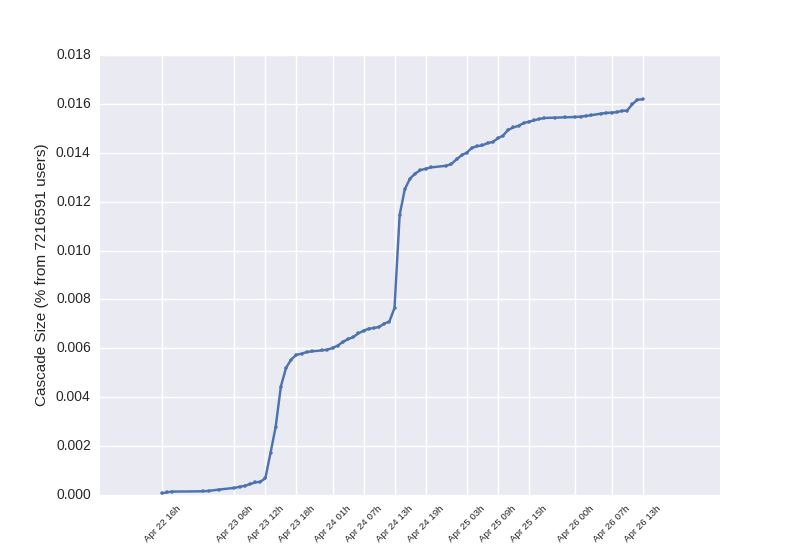 0.018
0.016
0.014
0.012
0.010
0.008
0.006
0.004
0.002
0.000
Cascade Size (% from 7216591 users)
Apr 22 16h
Apr 23 06h
Apr 23 12h
Apr 23 18h
Apr 24 01h
Apr 24 07h
Apr 24 13h
Apr 24 19h
Apr 25 03h
Apr 25 09h
Apr 25 15h
Apr 26 00h
Apr 26 07h
Apr 26 13h